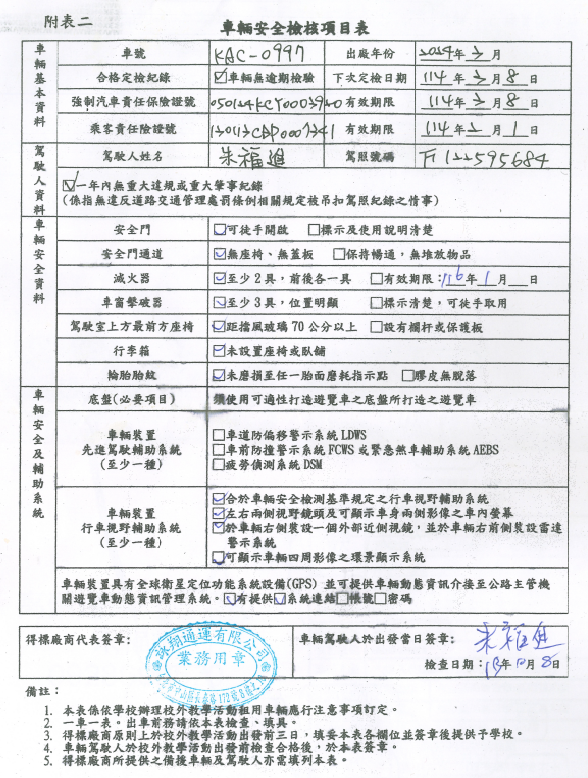 附表二
車輛安全檢核項目表
車輛基本資料
車號 KAC-0997 出廠年份 年 月
合格定檢紀錄 ☑車輛無逾期檢驗 下次定檢日期 114年 月 8 日
強制汽車責任保險證號 有效期限 114年 月 8 日
乘客責任險證號 有效期限 114年 月 1 日
駕駛人資料
駕駛人姓名 朱福進 駕照號碼 122595684
☑一年內無重大違規或重大肇事紀錄
(係指無違反道路交通管理處罰條例相關規定被吊扣駕照紀錄之情事)
車輛安全資料
安全門 ☑可徒手開啟 □標示及使用說明清楚
安全門通道 ☑無座椅、無蓋板 □保持暢通,無堆放物品
滅火器 ☑至少2具,前後各一具 □有效期限:116年1月 日
車窗擊破器 ☑至少3具,位置明顯 □標示清楚,可徒手取用
駕駛室上方最前方座椅 ☑距擋風玻璃70公分以上 □設有欄杆或保護板
行李箱 ☑未設置座椅或臥舖
輪胎胎紋 ☑未磨損至任一胎面磨耗指示點 □膠皮無脫落
車輛安全及輔助系統
底盤(必要項目) 須使用可適性打造遊覽車之底盤所打造之遊覽車
車輛裝置
先進駕駛輔助系統
(至少一種)
□車道防偏移警示系統 LDWS
□車前防撞警示系統 FCWS 或緊急煞車輔助系統 AEBS
□疲勞偵測系統 DSM
車輛裝置
行車視野輔助系統
(至少一種)
☑合於車輛安全檢測基準規定之行車視野輔助系統
☑左右兩側視鏡頭及可顯示車身兩側影像之車內螢幕
☑於車輛右側裝設一個外部近側視鏡,並於車輛右前側裝設雷達
警示系統
☑可顯示車輛四周影像之環景顯示系統
車輛裝置具有全球衛星定位功能系統設備(GPS) 並可提供車輛動態資訊介接至公路主管機
關遊覽車動態資訊管理系統。☑有提供☑系統連結□帳號□密碼
得標廠商代表簽章:
詠翔通運有限公司
業務用章
車輛駕駛人於出發當日簽章: 朱福進
檢查日期: 113年 月 8日
備註:
1. 本表係依學校辦理校外教學活動租用車輛應行注意事項訂定。
2. 一車一表。出車前務請依本表檢查、填具。
3. 得標廠商原則上於校外教學活動出發前三日,填妥本表各欄位並簽章後提供予學校。
4. 車輛駕駛人於校外教學活動出發前檢查合格後,於本表簽章。
5. 得標廠商所提供之備援車輛及駕駛人亦需填列本表。